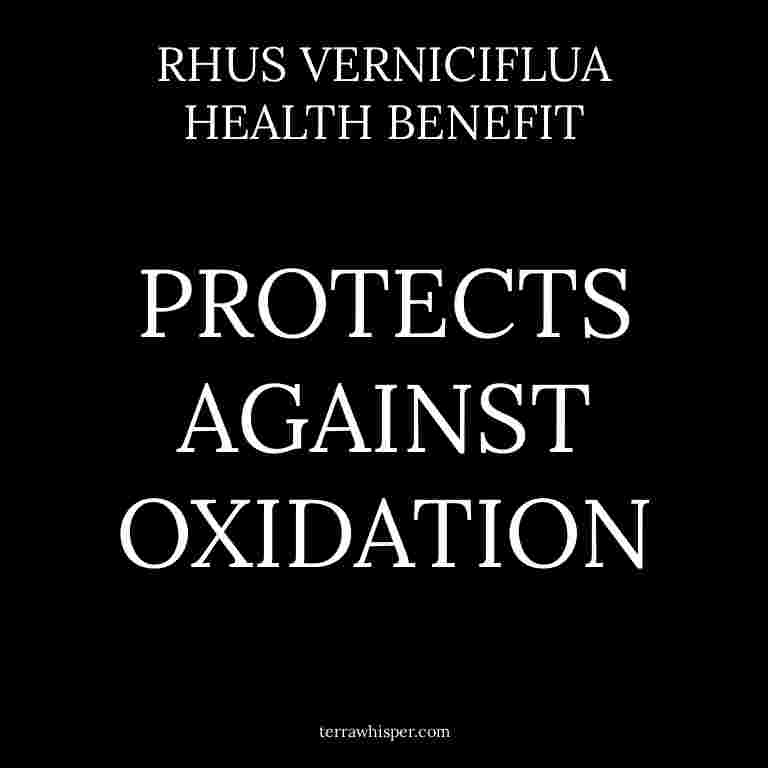 RHUS VERNICIFLUA
HEALTH BENEFIT
PROTECTS
AGAINST
OXIDATION
terrawhisper.com